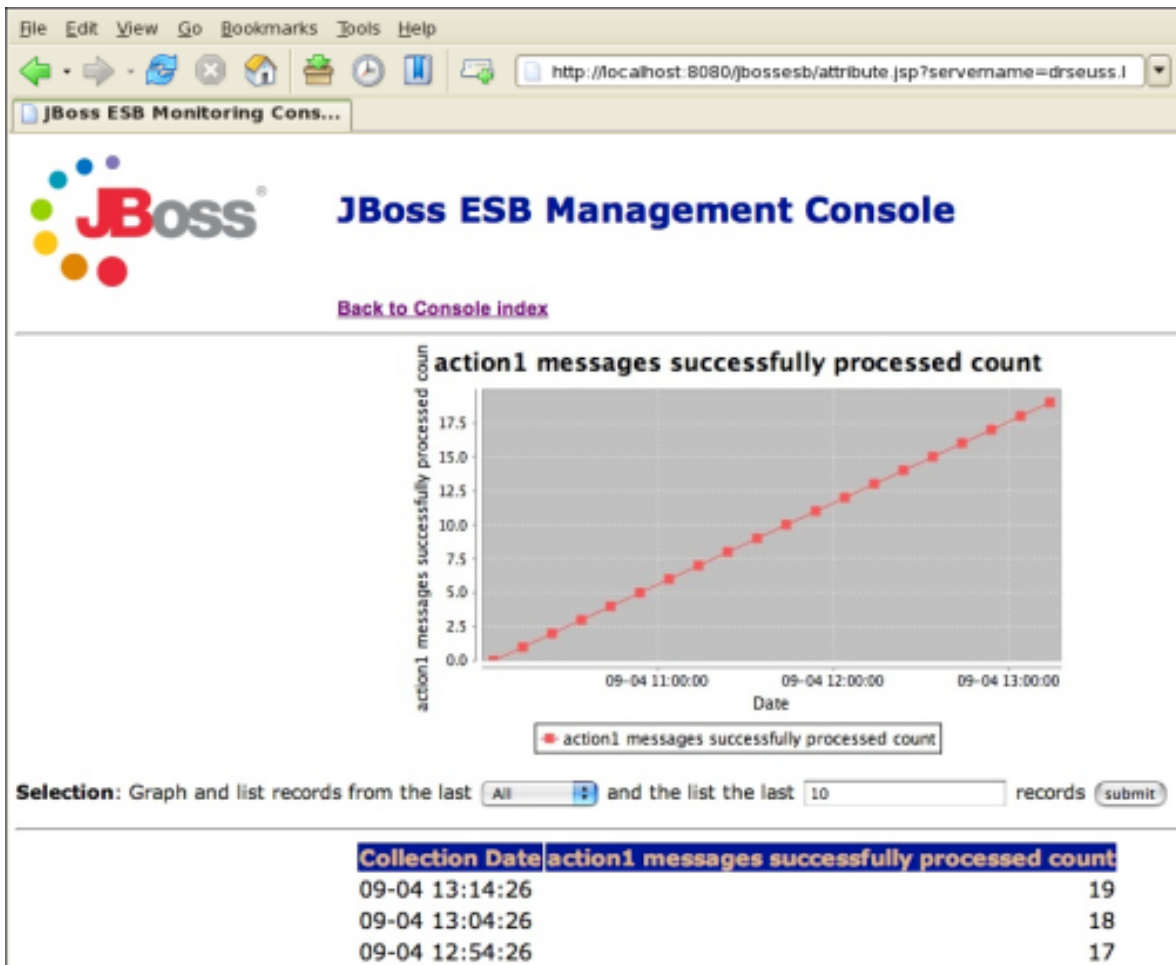 File Edit View Go Bookmarks Tools Help
http://localhost:8080/jbossesb/attribute.jsp?servername=drseuss.l
JBoss ESB Monitoring Cons...
JBoss®
JBoss ESB Management Console
Back to Console index
action1 messages successfully processed count
action1 messages successfully processed coun
17.5
15.0
12.5
10.0
7.5
5.0
2.5
0.0
09-04 11:00:00 09-04 12:00:00 09-04 13:00:00
Date
action1 messages successfully processed count
Selection: Graph and list records from the last All and the list the last 10 records submit
Collection Date action1 messages successfully processed count
09-04 13:14:26 19
09-04 13:04:26 18
09-04 12:54:26 17